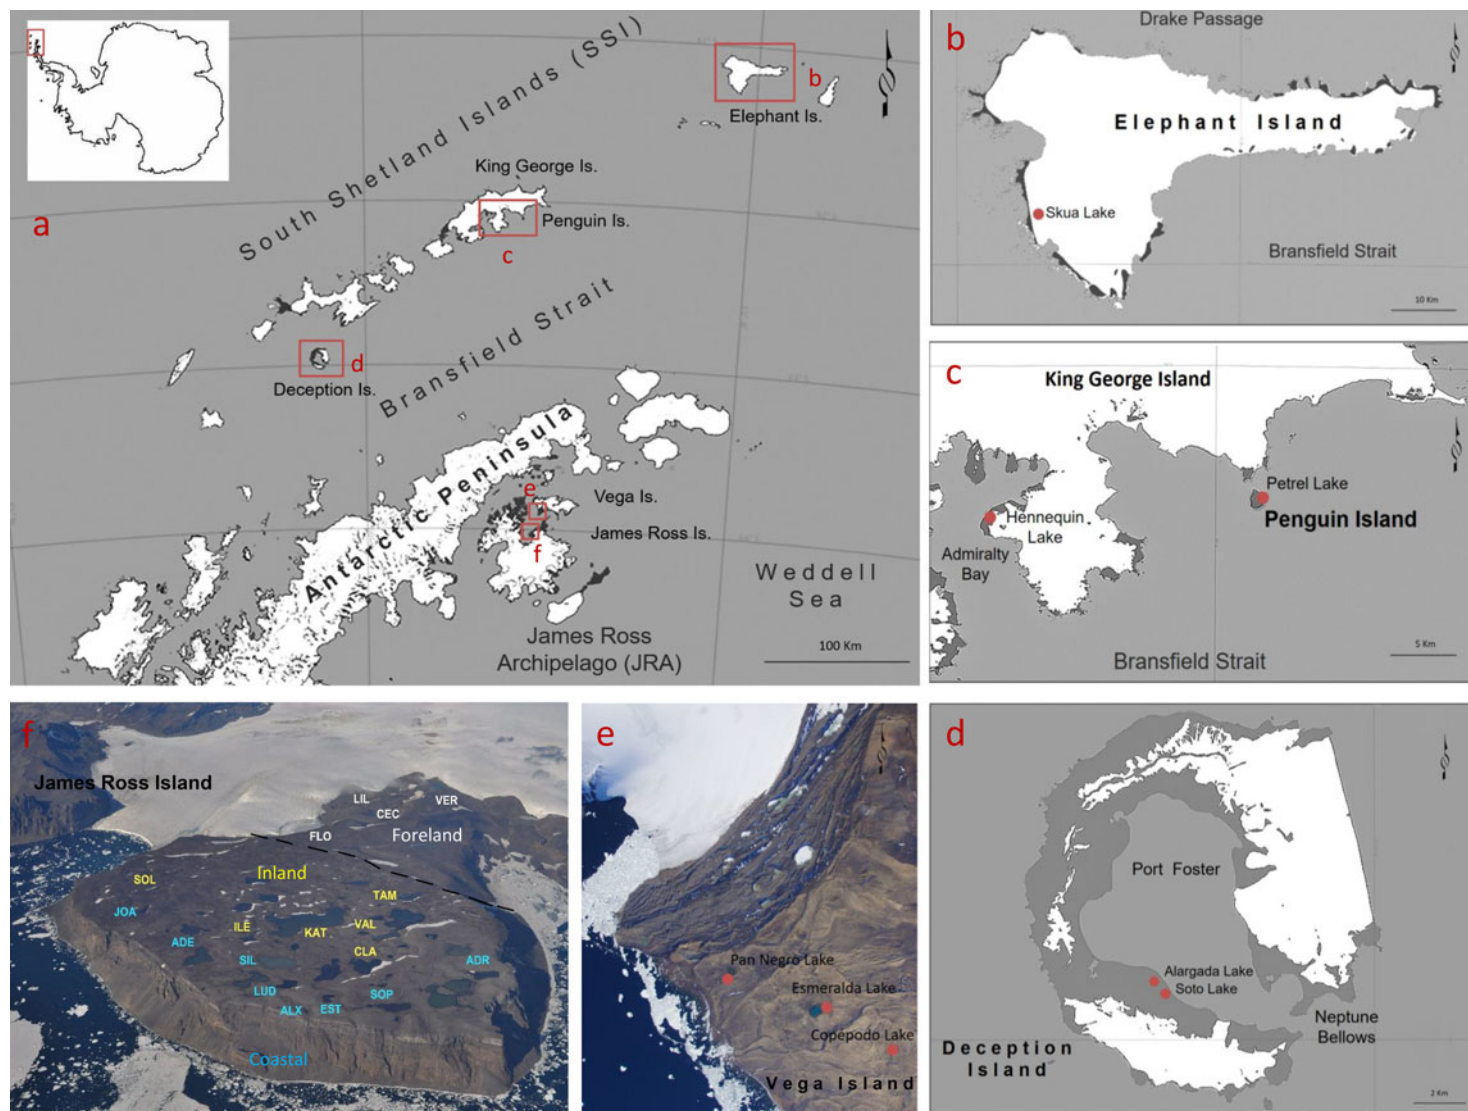 a
South Shetland Islands (SSI)
b
Elephant Is.
King George Is.
Penguin Is.
c
Bransfield Strait
d
Deception Is.
Antarctic Peninsula
e
Vega Is.
James Ross Is.
f
Weddell
Sea
James Ross
Archipelago (JRA)
100 Km
b
Drake Passage
Elephant Island
Skua Lake
Bransfield Strait
10 Km
c
King George Island
Petrel Lake
Penguin Island
Hennequin
Lake
Admiralty
Bay
Bransfield Strait
5 Km
f
James Ross Island
LIL
VER
CEC
FLO
Foreland
Inland
SOL
TAM
JOA
ILE
VAL
KAT
ADE
CLA
SIL
ADR
LUD
SOP
ALX
EST
Coastal
e
Pan Negro Lake
Esmeralda Lake
Copepodo Lake
Vega Island
d
Port Foster
Alargada Lake
Soto Lake
Neptune
Bellows
Deception
Island
2 Km